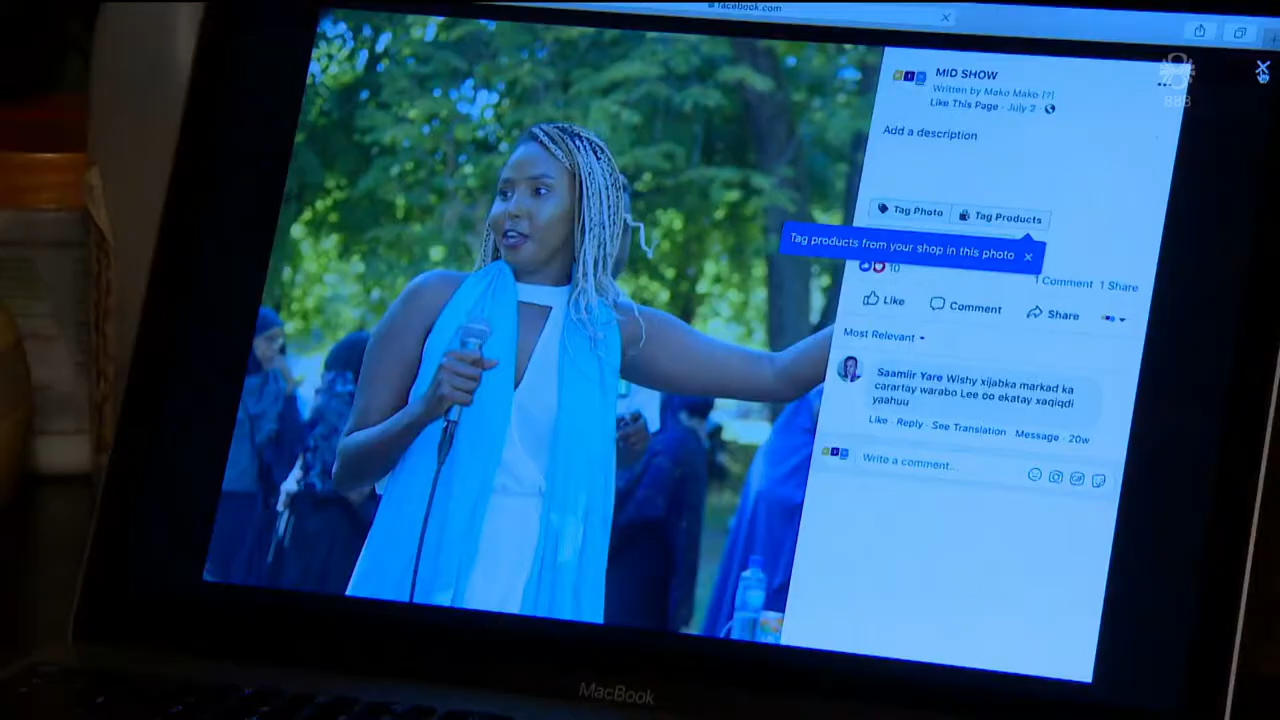 facebook.com
888
MID SHOW
Written by Mako Mako [?]
Like This Page · July 2 ·
Add a description
Tag Photo
Tag Products
Tag products from your shop in this photo
10
1 Comment 1 Share
Like
Comment
Share
Most Relevant
Saamiir Yare Wishy xijabka markad ka
carartay warabo Lee oo ekatay xaqiqdi
yaahuu
Like · Reply · See Translation · Message · 20w
Write a comment...
GIF
MacBook